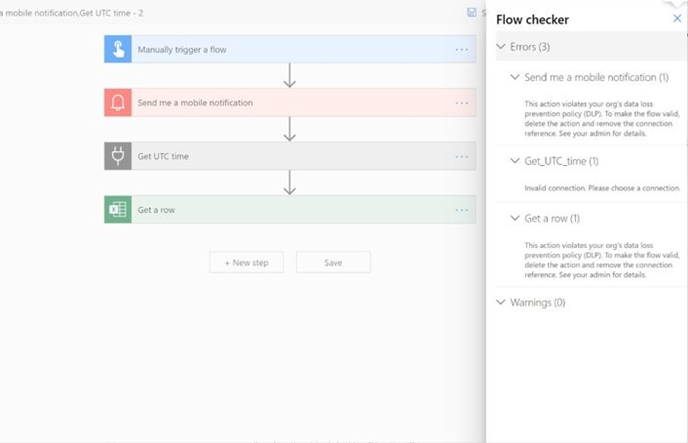 a mobile notification,Get UTC time - 2
S
Manually trigger a flow
Send me a mobile notification
Get UTC time
Get a row
+ New step
Save
Flow checker
Errors (3)
Send me a mobile notification (1)
This action violates your org's data loss
prevention policy (DLP). To make the flow valid,
delete the action and remove the connection
reference. See your admin for details.
Get_UTC_time (1)
Invalid connection. Please choose a connection.
Get a row (1)
This action violates your org's data loss
prevention policy (DLP). To make the flow valid,
delete the action and remove the connection
reference. See your admin for details.
Warnings (0)